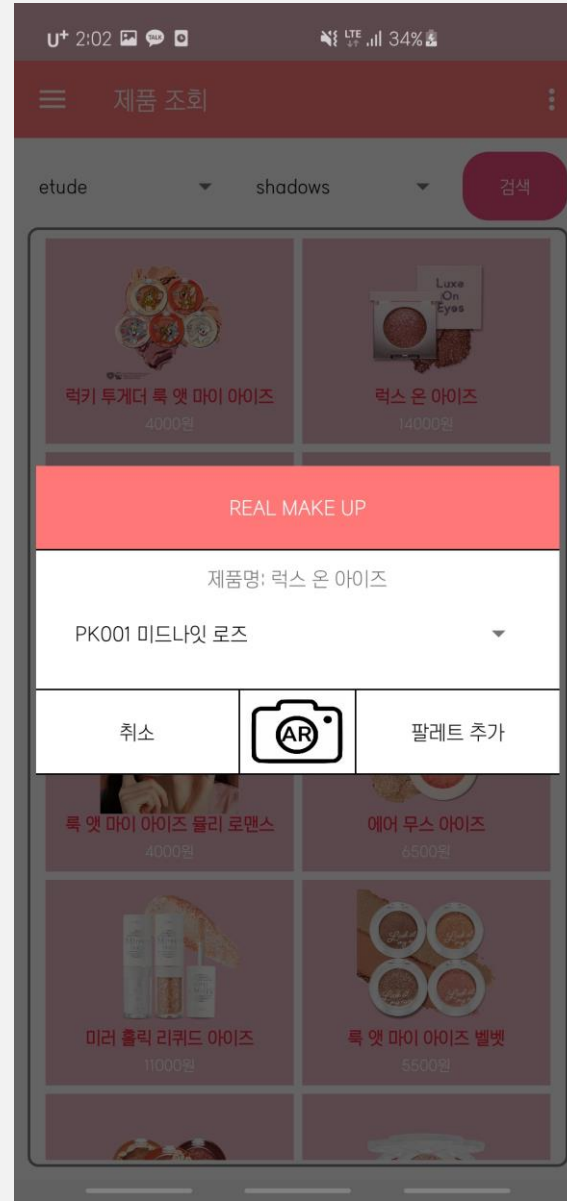 U+ 2:02 LTE 34%
제품 조회
etude shadows 검색
Luxe
On
Eyes
럭키 투게더 룩 앳 마이 아이즈 럭스 온 아이즈
4000원 14000원
REAL MAKE UP
제품명: 럭스 온 아이즈
PK001 미드나잇 로즈
취소 AR 팔레트 추가
룩 앳 마이 아이즈 뮬리 로맨스 에어 무스 아이즈
4000원 6500원
미러 홀릭 리퀴드 아이즈 룩 앳 마이 아이즈 벨벳
11000원 5500원